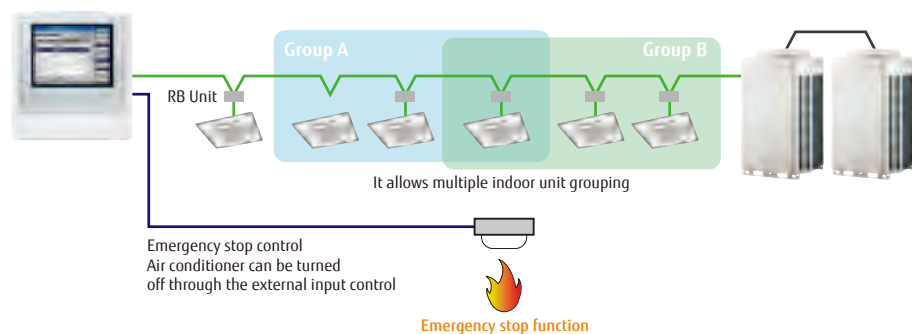 Group A
Group B
RB Unit
It allows multiple indoor unit grouping
Emergency stop control
Air conditioner can be turned
off through the external input control
Emergency stop function